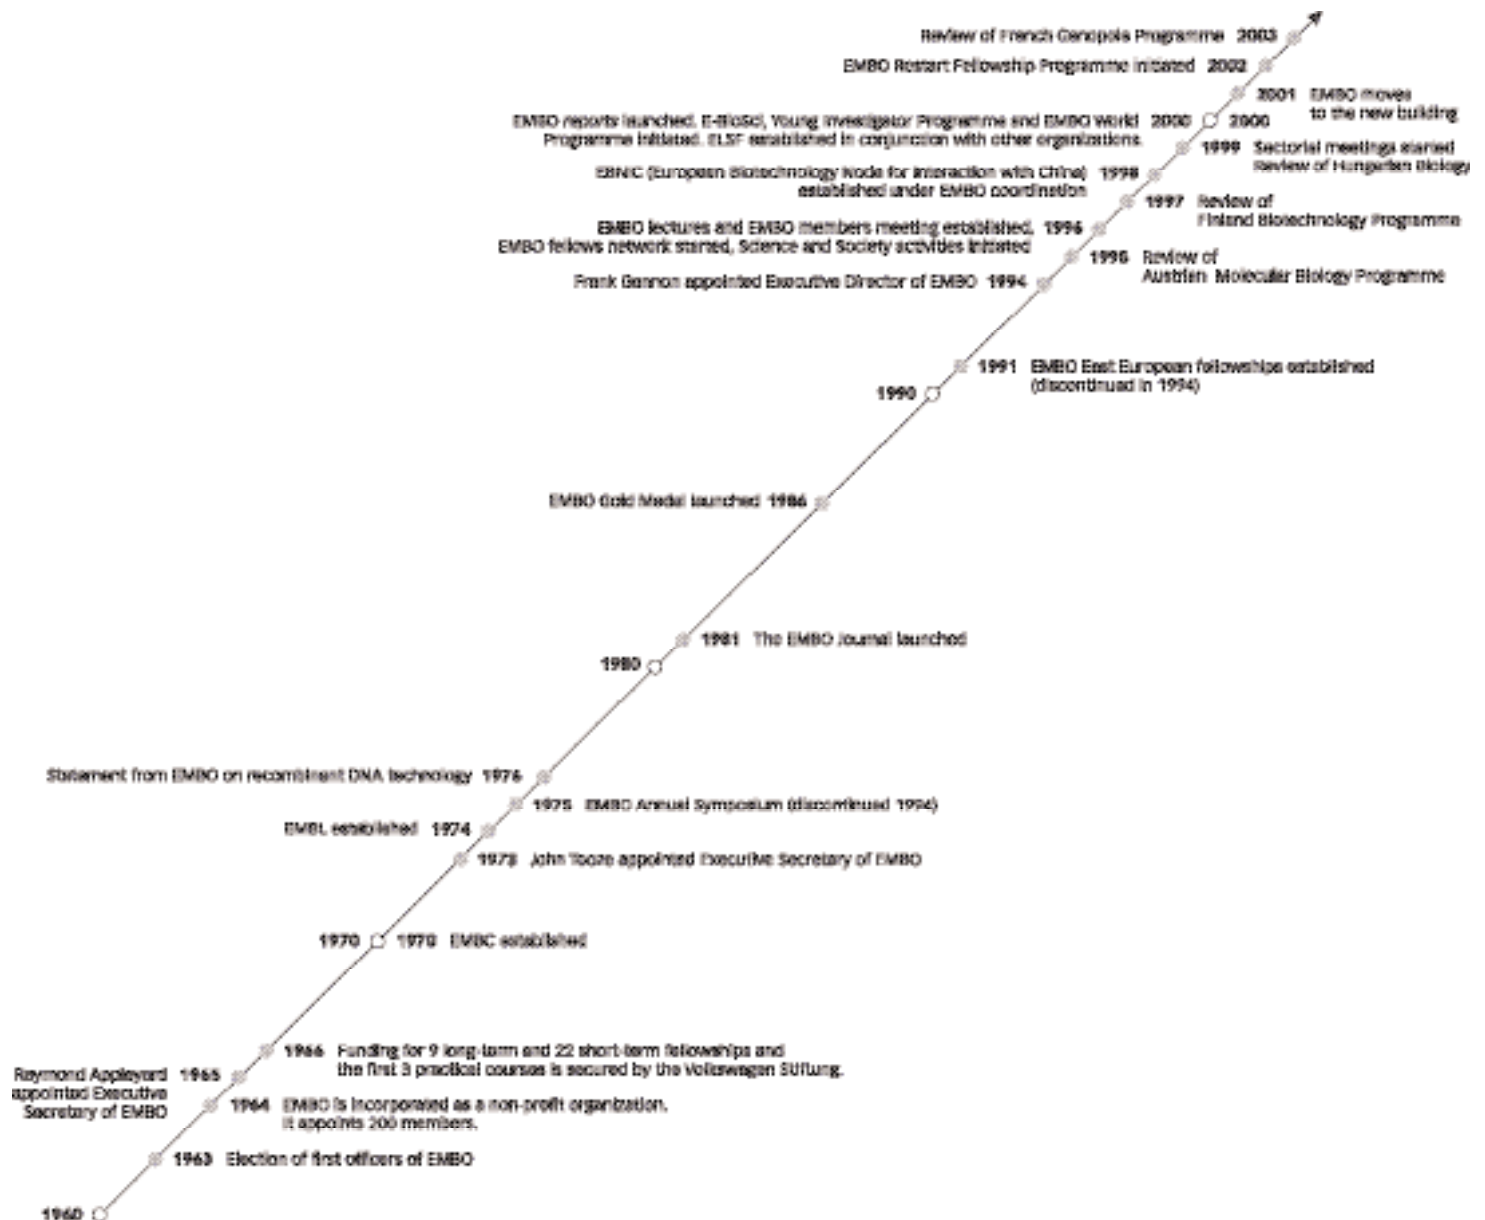 Review of French Genopole Programme 2003
EMBO Restart Fellowship Programme initiated 2002
2001 EMBO moves
to the new building
EMBO reports launched. E-BioSci, Young Investigator Programme and EMBO World 2000 2000
Programme initiated. ELSF established in conjunction with other organizations.
1999 Sectorial meetings started
Review of Hungarian Biology
EBNIC (European Biotechnology Node for Interaction with China) 1998
established under EMBO coordination
1997 Review of
Finland Biotechnology Programme
EMBO lectures and EMBO members meeting established. 1996
EMBO fellows network started, Science and Society activities initiated
1995 Review of
Austrian Molecular Biology Programme
Frank Gannon appointed Executive Director of EMBO 1994
1991 EMBO East European fellowships established
(discontinued in 1994)
1990
EMBO Gold Medal launched 1986
1981 The EMBO Journal launched
1980
Statement from EMBO on recombinant DNA technology 1976
1975 EMBO Annual Symposium (discontinued 1994)
EMBL established 1974
1973 John Tooze appointed Executive Secretary of EMBO
1970 1970 EMBC established
1966 Funding for 9 long-term and 22 short-term fellowships and
the first 3 practical courses is secured by the Volkswagen Stiftung.
Raymond Appleyard 1965
appointed Executive
Secretary of EMBO
1964 EMBO is incorporated as a non-profit organization.
It appoints 200 members.
1963 Election of first officers of EMBO
1960